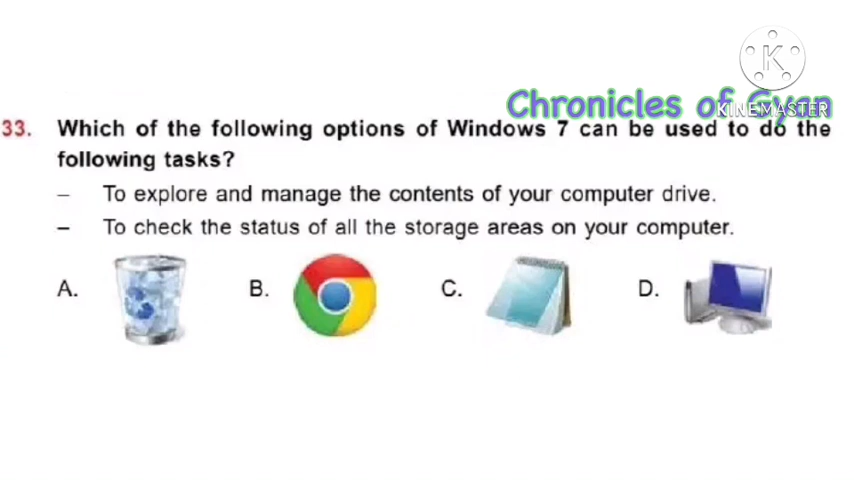 Chronicles of Gyan
K
KINEMASTER
33. Which of the following options of Windows 7 can be used to do the
following tasks?
– To explore and manage the contents of your computer drive.
– To check the status of all the storage areas on your computer.
A. B. C. D.